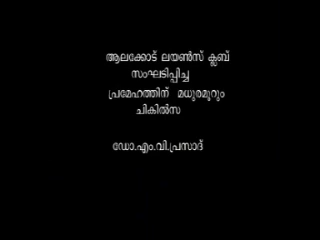 ആലക്കോട് ലയൺസ് ക്ലബ്
സംഘടിപ്പിച്ച
പ്രമേഹത്തിന് മധുരമൂറും
ചികിൽസ
ഡോ.എം.വി.പ്രസാദ്